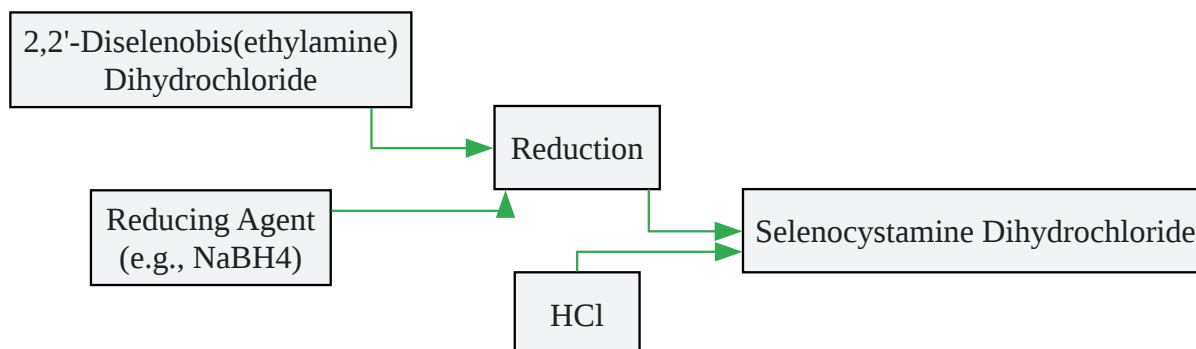 2,2'-Diselenobis(ethylamine)
Dihydrochloride
Reduction
Reducing Agent
(e.g., NaBH4)
Selenocystamine Dihydrochloride
HCl